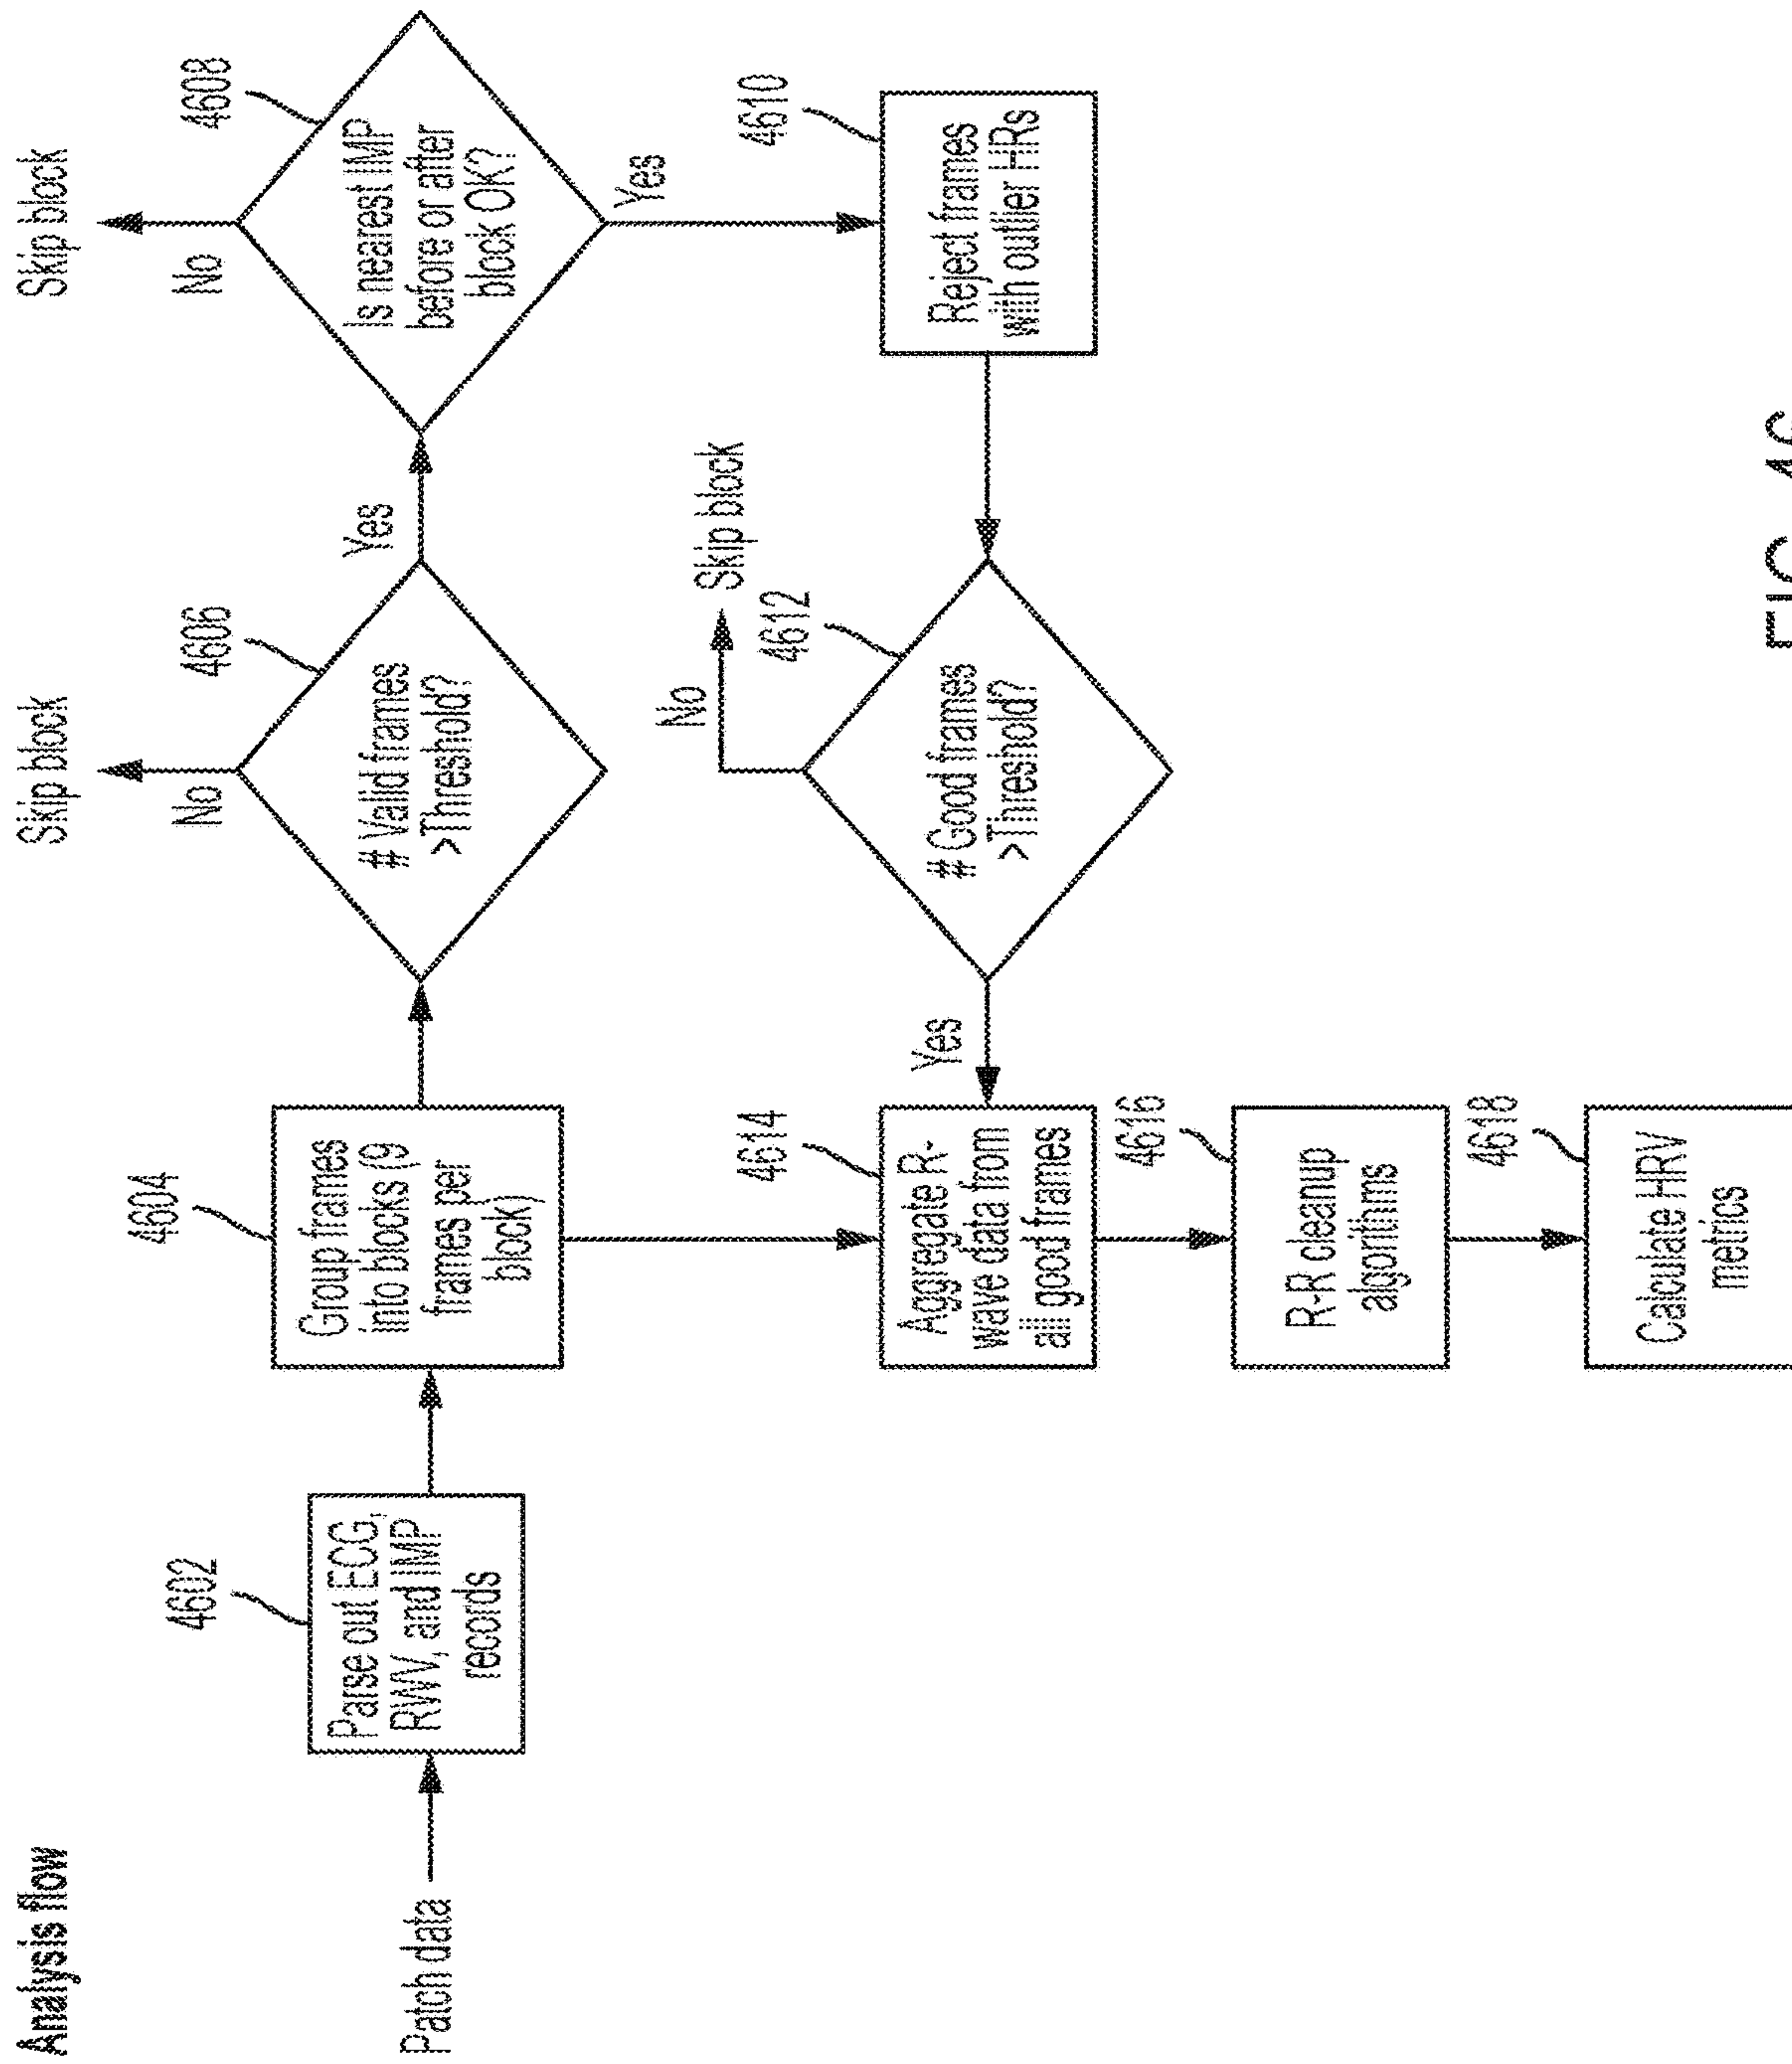 Analysis flow
Patch data
4602
Parse out ECG,
RWV, and IMP
records
4604
Group frames
into blocks (9
frames per
block)
4606
# Valid frames
>Threshold?
No
Skip block
Yes
4608
Is nearest IMP
before or after
block OK?
No
Skip block
Yes
4610
Reject frames
with outlier HRs
4612
# Good frames
>Threshold?
No
Skip block
Yes
4614
Aggregate R-
wave data from
all good frames
4616
R-R cleanup
algorithms
4618
Calculate HRV
metrics
FIG. 46